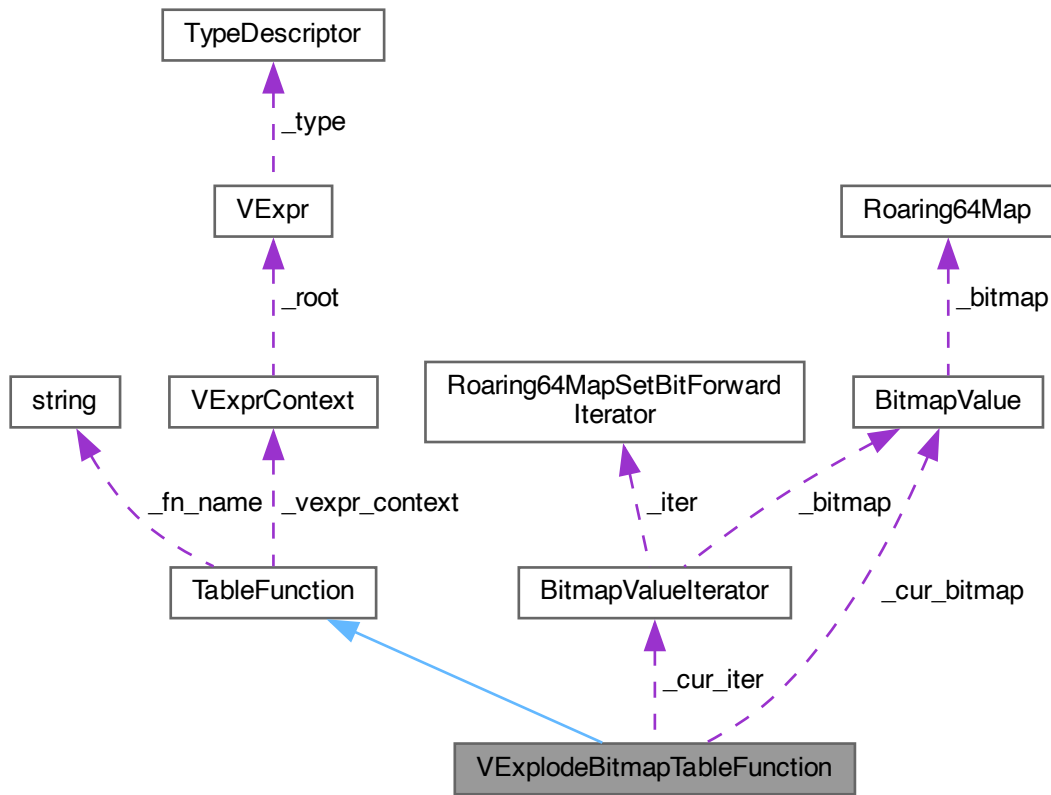 TypeDescriptor
_type
VExpr
Roaring64Map
_root
_bitmap
string
VExprContext
Roaring64MapSetBitForward
Iterator
BitmapValue
_fn_name
_vexpr_context
_iter
_bitmap
TableFunction
BitmapValueIterator
_cur_bitmap
_cur_iter
VExplodeBitmapTableFunction